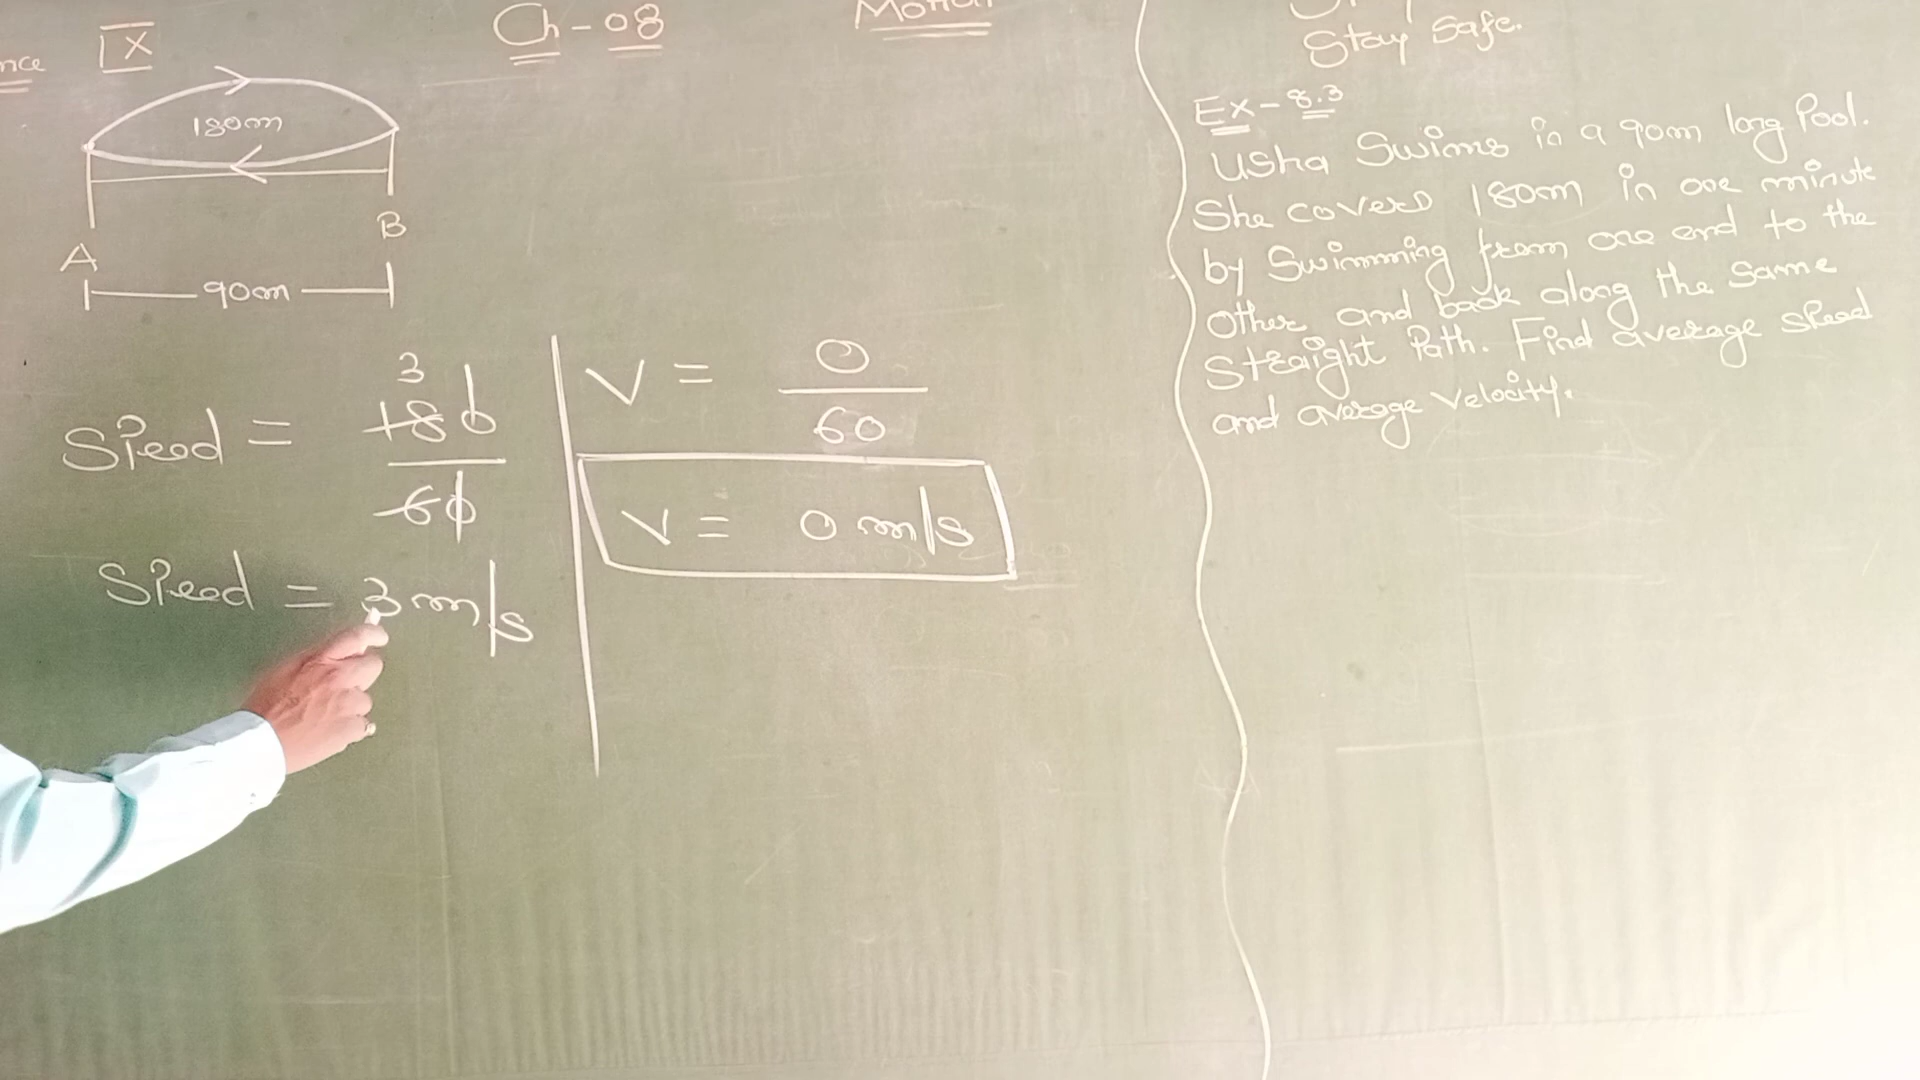 IX
Ch-08
Motion
Stay Safe.
180m
A
B
90m
Speed = 180/60
3
Speed = 3m/s
V = 0/60
V = 0 m/s
Ex-8.3
Usha Swims in a 90m long Pool.
She covers 180m in one minute
by Swimming from one end to the
Other and back along the Same
Straight Path. Find average speed
and average velocity.